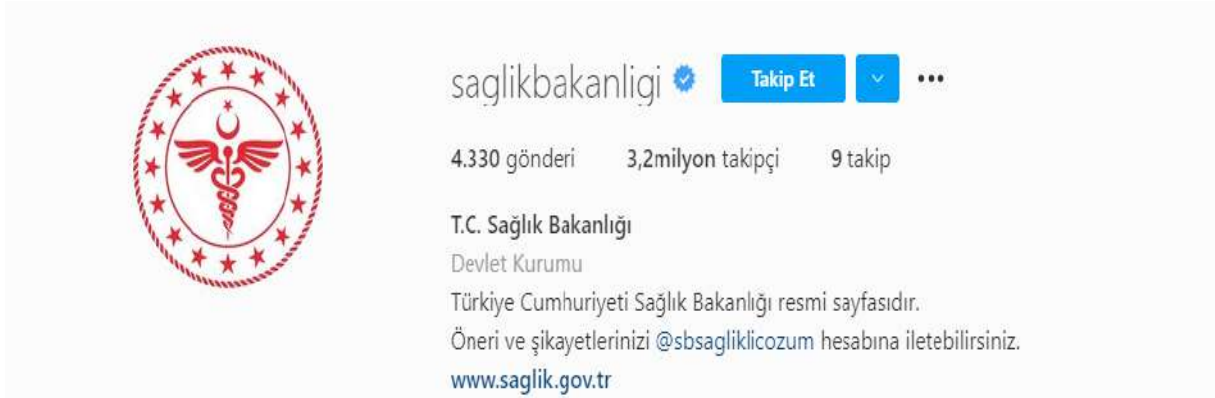 saglikbakanligi Takip Et
4.330 gönderi 3,2milyon takipçi 9 takip
T.C. Sağlık Bakanlığı
Devlet Kurumu
Türkiye Cumhuriyeti Sağlık Bakanlığı resmi sayfasıdır.
Öneri ve şikayetlerinizi @sbsagliklicozum hesabına iletebilirsiniz.
www.saglik.gov.tr